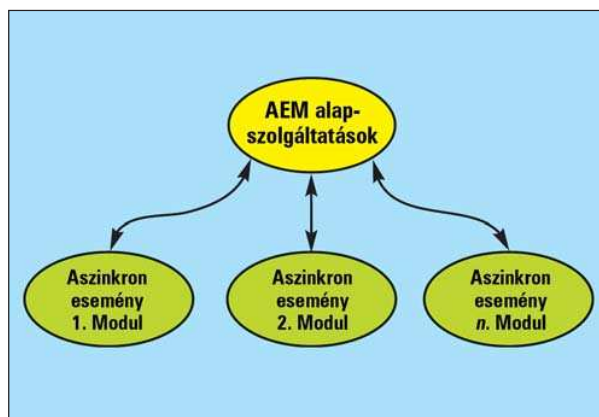 AEM alap-
szolgáltatások
Aszinkron
esemény
1. Modul
Aszinkron
esemény
2. Modul
Aszinkron
esemény
n. Modul